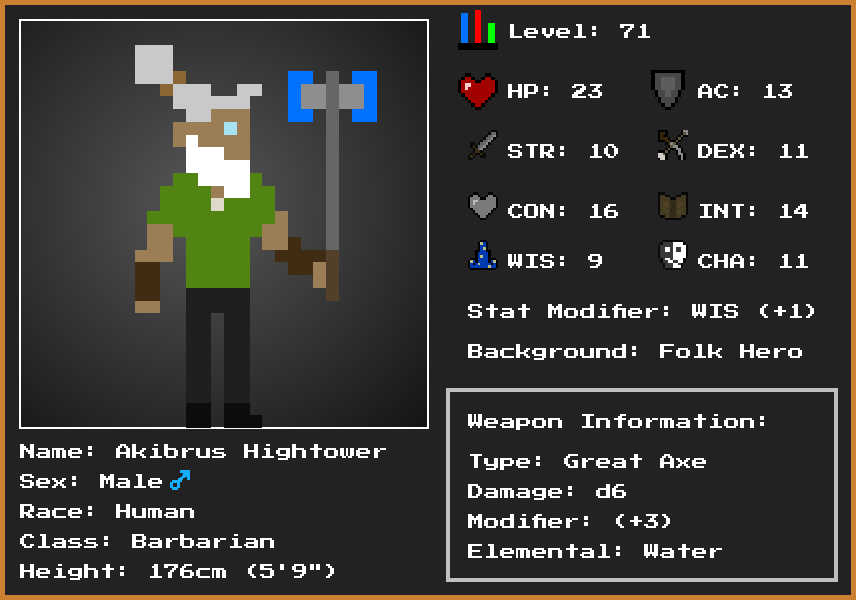 Level: 71
HP: 23 AC: 13
STR: 10 DEX: 11
CON: 16 INT: 14
WIS: 9 CHA: 11
Stat Modifier: WIS (+1)
Background: Folk Hero
Weapon Information:
Type: Great Axe
Damage: d6
Modifier: (+3)
Elemental: Water
Name: Akibrus Hightower
Sex: Male ♂
Race: Human
Class: Barbarian
Height: 176cm (5'9")